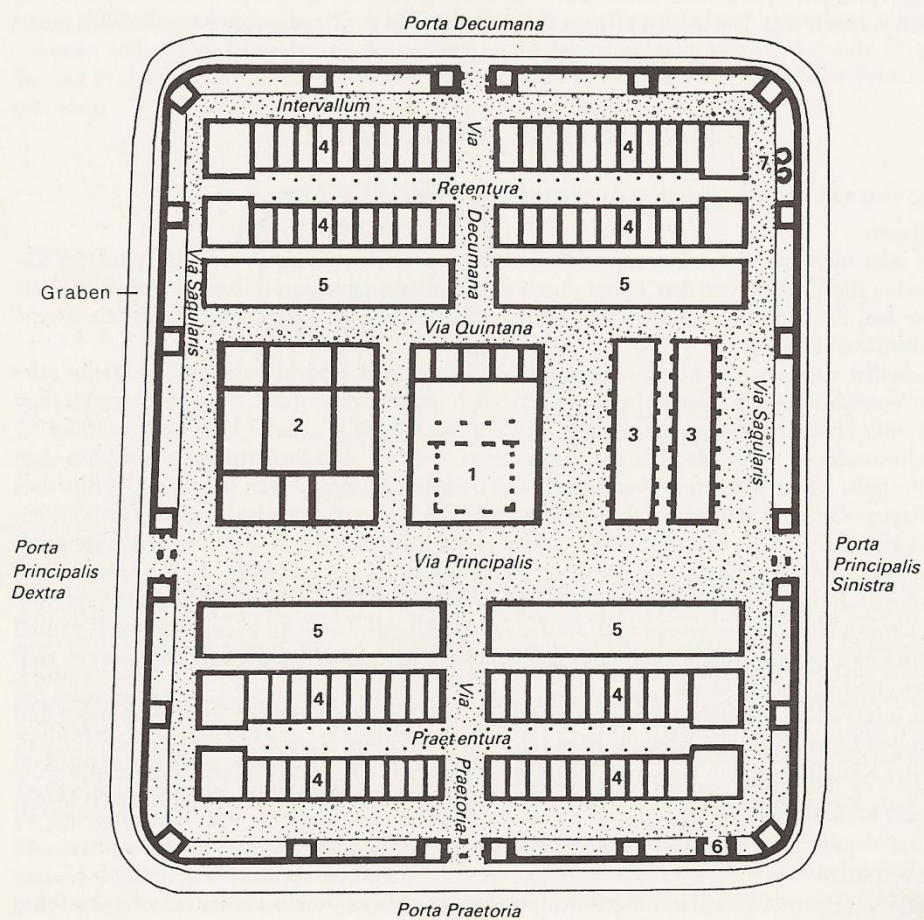 Porta Decumana
Intervallum
Via
4
4
7
Retentura
4
4
Decumana
Via Sagularis
5
5
Graben
Via Quintana
Via Sagularis
2
1
3
3
Porta
Principalis
Dextra
Via Principalis
Porta
Principalis
Sinistra
5
5
Via
4
4
Praetentura
Praetoria
4
4
6
Porta Praetoria